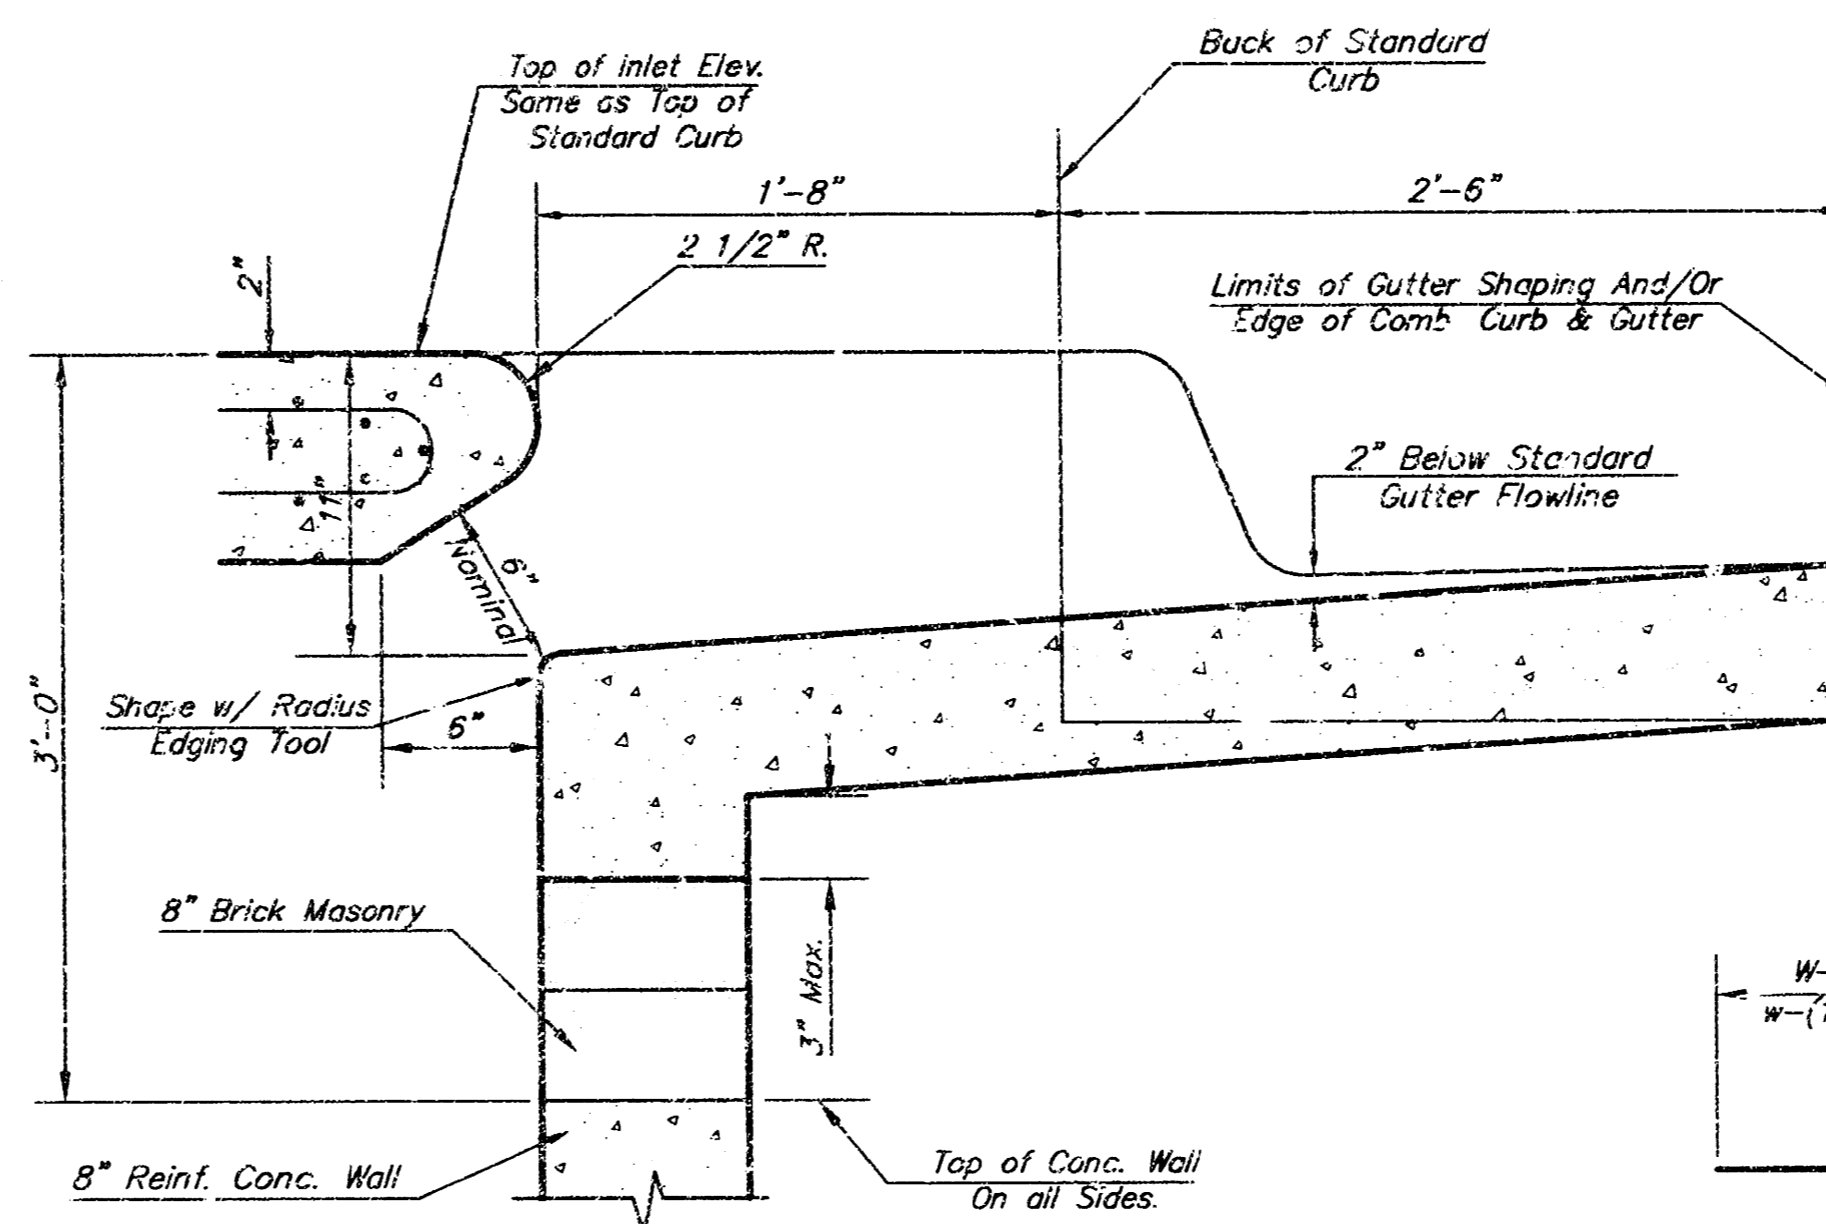 Back of Standard
Curb
Top of Inlet Elev.
Same as Top of
Standard Curb
1'-8"
2'-6"
2 1/2" R.
2"
Limits of Gutter Shaping And/Or
Edge of Comb Curb & Gutter
2" Below Standard
Gutter Flowline
11"
6"
Nominal
3'-0"
Shape w/ Radius
Edging Tool
6"
8" Brick Masonry
3" Max.
W-
8" Reinf. Conc. Wall
Top of Conc. Wall
On all Sides.